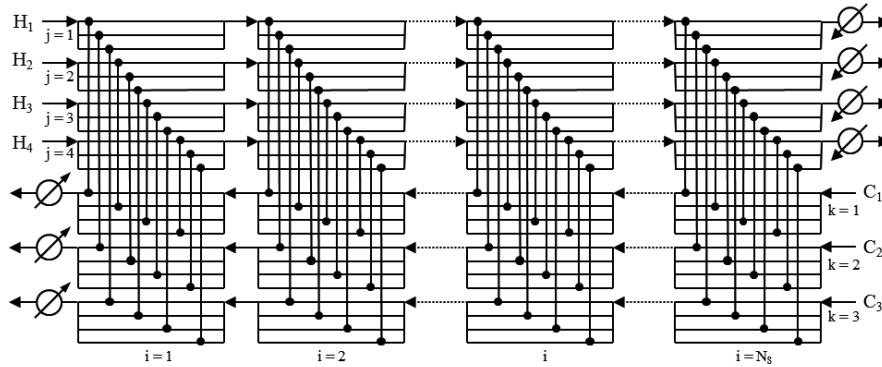 H1
j = 1
H2
j = 2
H3
j = 3
H4
j = 4
C1
k = 1
C2
k = 2
C3
k = 3
i = 1
i = 2
i
i = NS